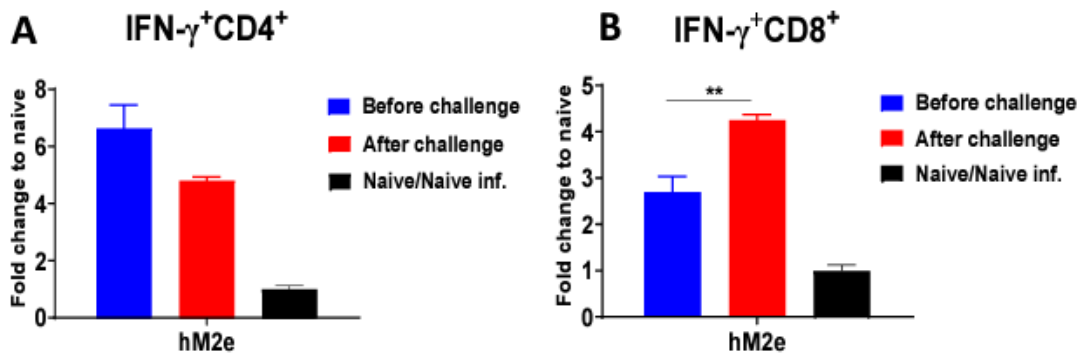 A
IFN-γ⁺CD4⁺
Fold change to naive
8
6
4
2
0
hM2e
Before challenge
After challenge
Naive/Naive inf.
B
IFN-γ⁺CD8⁺
Fold change to naive
5
4
3
2
1
0
**
hM2e
Before challenge
After challenge
Naive/Naive inf.